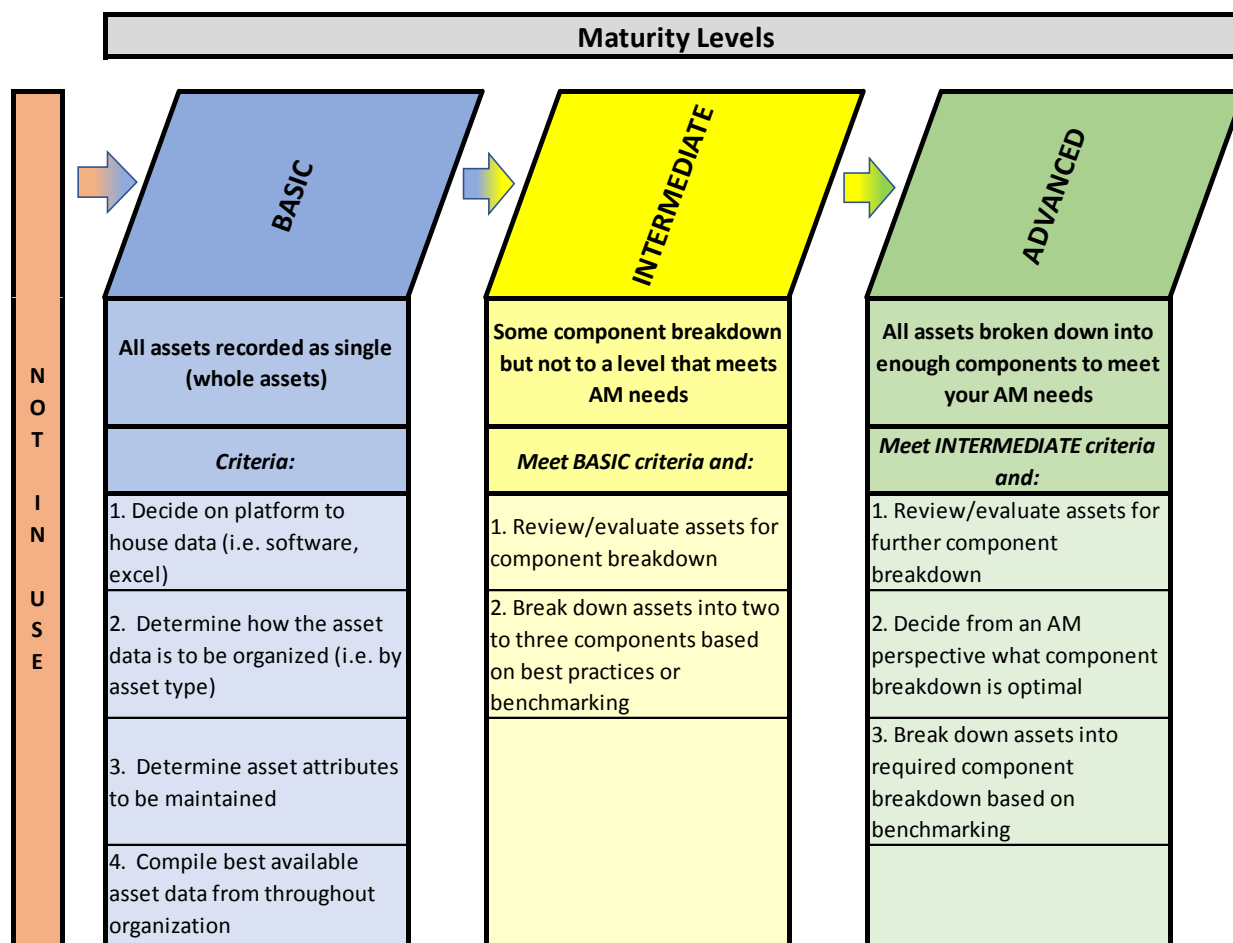 Maturity Levels
NOT IN USE
BASIC
All assets recorded as single
(whole assets)
Criteria:
1. Decide on platform to
house data (i.e. software,
excel)
2.  Determine how the asset
data is to be organized (i.e. by
asset type)
3.  Determine asset attributes
to be maintained
4.  Compile best available
asset data from throughout
organization
INTERMEDIATE
Some component breakdown
but not to a level that meets
AM needs
Meet BASIC criteria and:
1. Review/evaluate assets for
component breakdown
2. Break down assets into two
to three components based
on best practices or
benchmarking
ADVANCED
All assets broken down into
enough components to meet
your AM needs
Meet INTERMEDIATE criteria
and:
1. Review/evaluate assets for
further component
breakdown
2. Decide from an AM
perspective what component
breakdown is optimal
3. Break down assets into
required component
breakdown based on
benchmarking